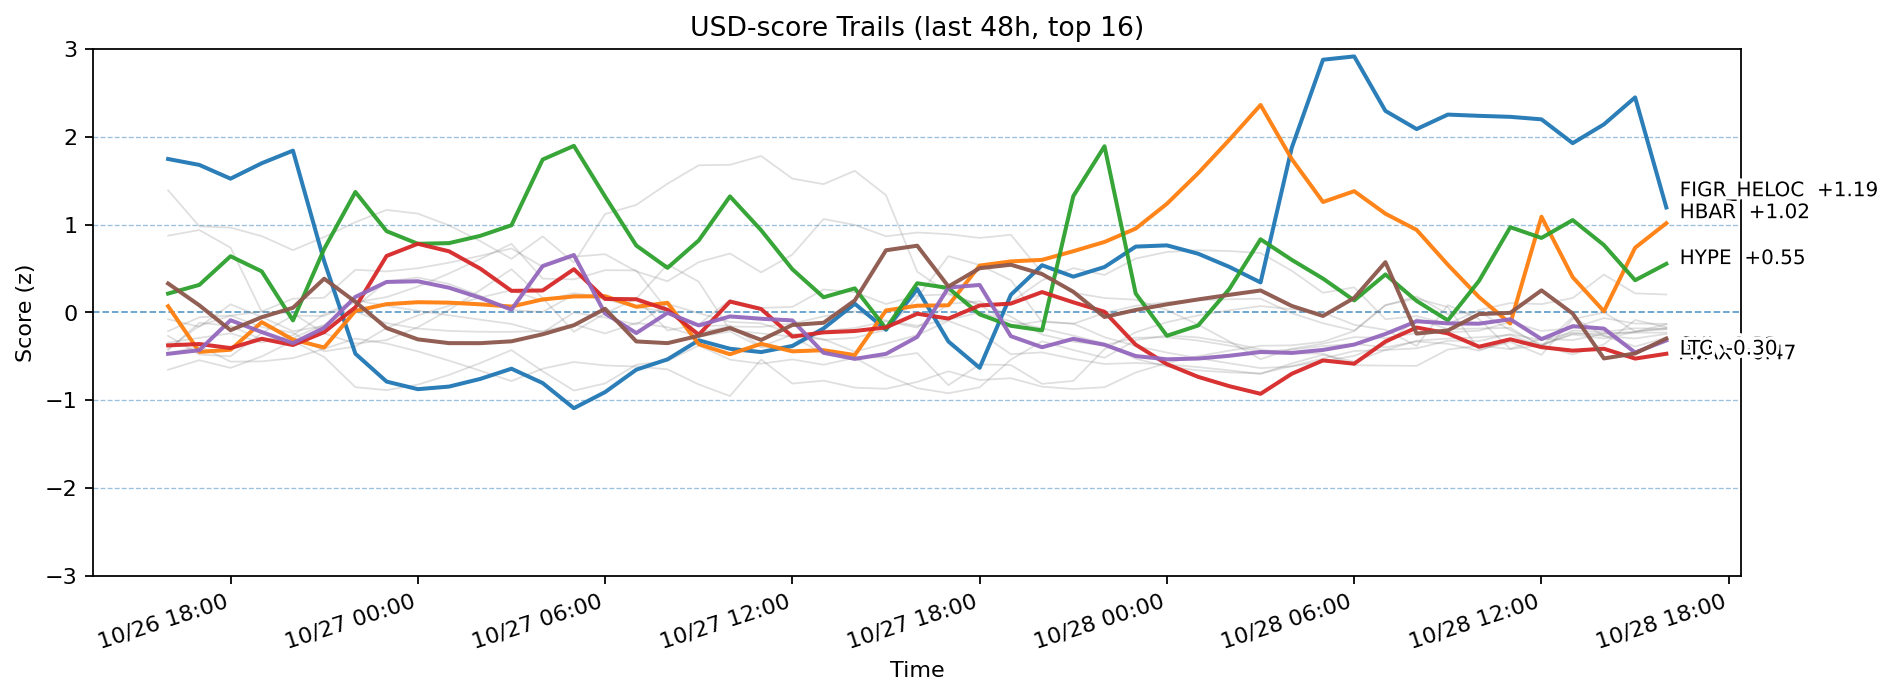 USD-score Trails (last 48h, top 16)
Score (z)
3
2
1
0
−1
−2
−3
FIGR_HELOC +1.19
HBAR +1.02
HYPE +0.55
LTC -0.30
10/26 18:00
10/27 00:00
10/27 06:00
10/27 12:00
10/27 18:00
10/28 00:00
10/28 06:00
10/28 12:00
10/28 18:00
Time